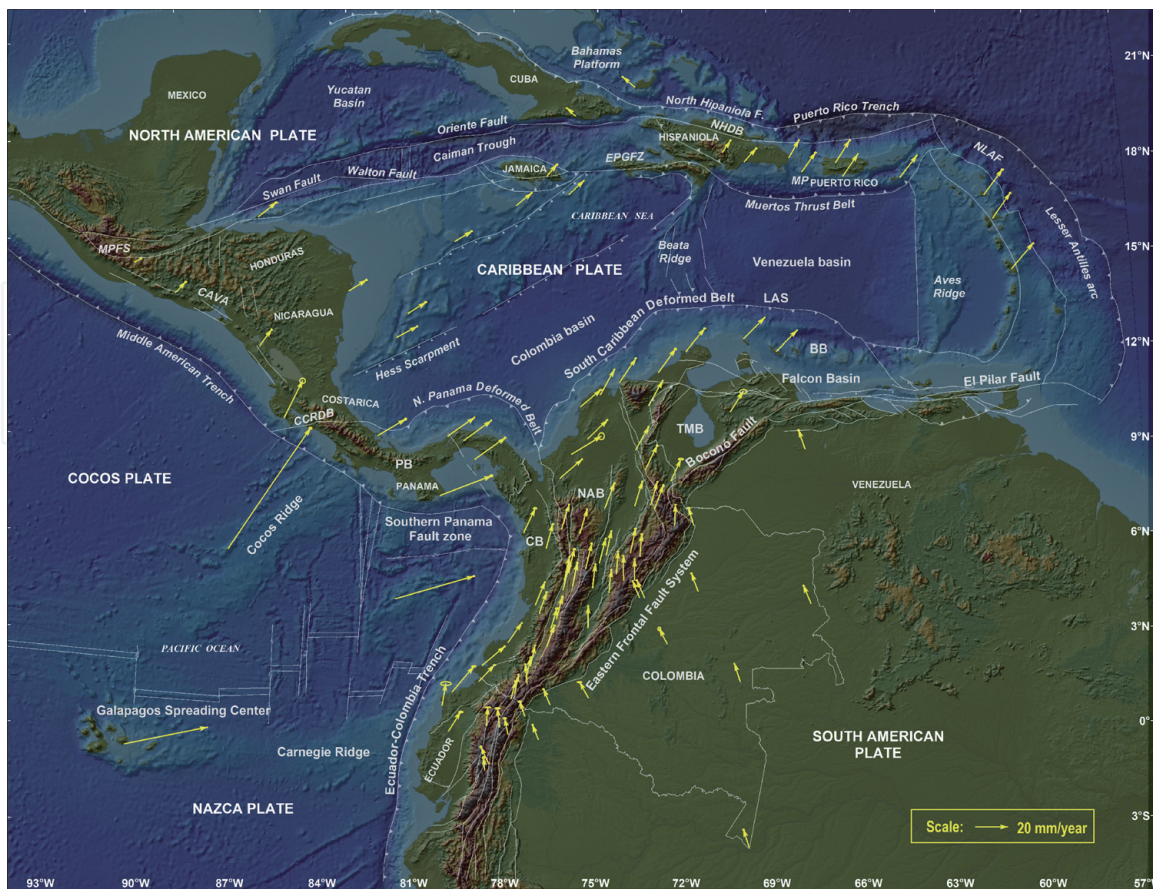 21°N
Bahamas
Platform
CUBA
MEXICO
Yucatan
Basin
NORTH AMERICAN PLATE
Oriente Fault
North Hipaniola F.
Puerto Rico Trench
NHDB
HISPANIOLA
18°N
Caiman Trough
Walton Fault
Swan Fault
JAMAICA
EPGFZ
NLAF
MP
PUERTO RICO
Muertos Thrust Belt
CARIBBEAN SEA
Lesser Antilles arc
MPFS
HONDURAS
15°N
CARIBBEAN PLATE
Beata
Ridge
Venezuela basin
Aves
Ridge
CAVA
NICARAGUA
Middle American Trench
Hess Scarpment
Colombia basin
South Caribbean Deformed Belt
LAS
BB
12°N
Falcon Basin
El Pilar Fault
COSTARICA
CCRDB
N. Panama Deformed Belt
TMB
Boconó Fault
9°N
COCOS PLATE
PB
PANAMA
VENEZUELA
Cocos Ridge
NAB
Southern Panama
Fault zone
CB
6°N
Eastern Frontal Fault System
3°N
PACIFIC OCEAN
COLOMBIA
Galapagos Spreading Center
Ecuador-Colombia Trench
0°
Carnegie Ridge
ECUADOR
SOUTH AMERICAN
PLATE
NAZCA PLATE
Scale:
20 mm/year
3°S
93°W
90°W
87°W
84°W
81°W
78°W
75°W
72°W
69°W
66°W
63°W
60°W
57°W